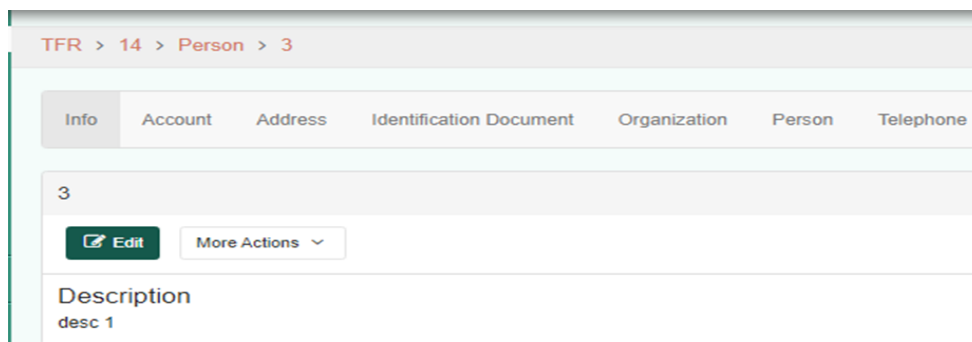 TFR > 14 > Person > 3
Info Account Address Identification Document Organization Person Telephone
3
Edit More Actions
Description
desc 1